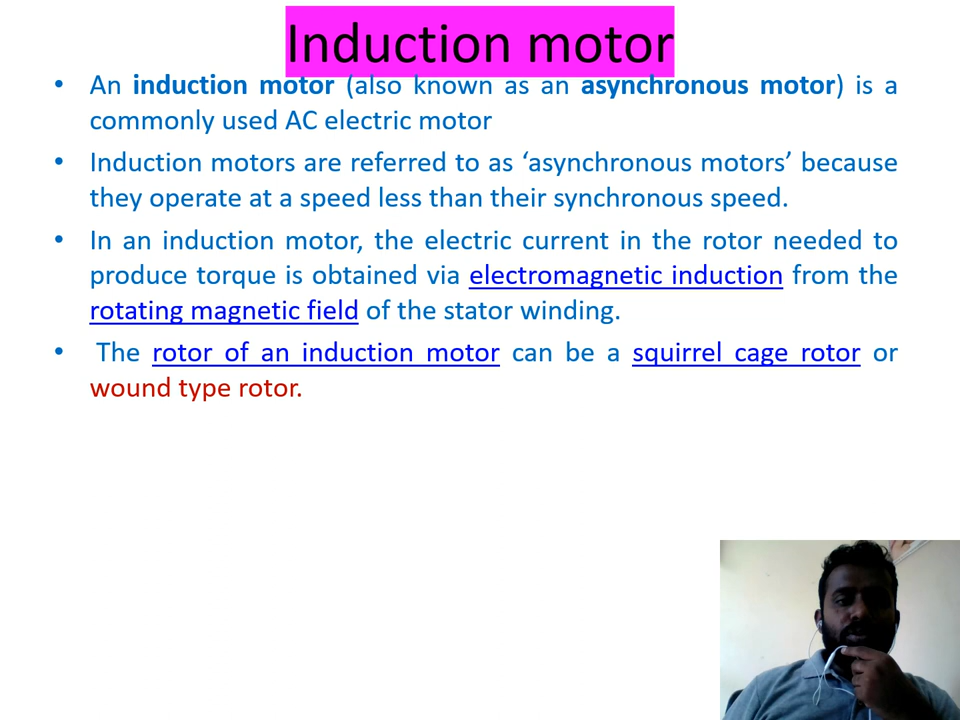 Induction motor
• An induction motor (also known as an asynchronous motor) is a
commonly used AC electric motor
• Induction motors are referred to as ‘asynchronous motors’ because
they operate at a speed less than their synchronous speed.
• In an induction motor, the electric current in the rotor needed to
produce torque is obtained via electromagnetic induction from the
rotating magnetic field of the stator winding.
• The rotor of an induction motor can be a squirrel cage rotor or
wound type rotor.